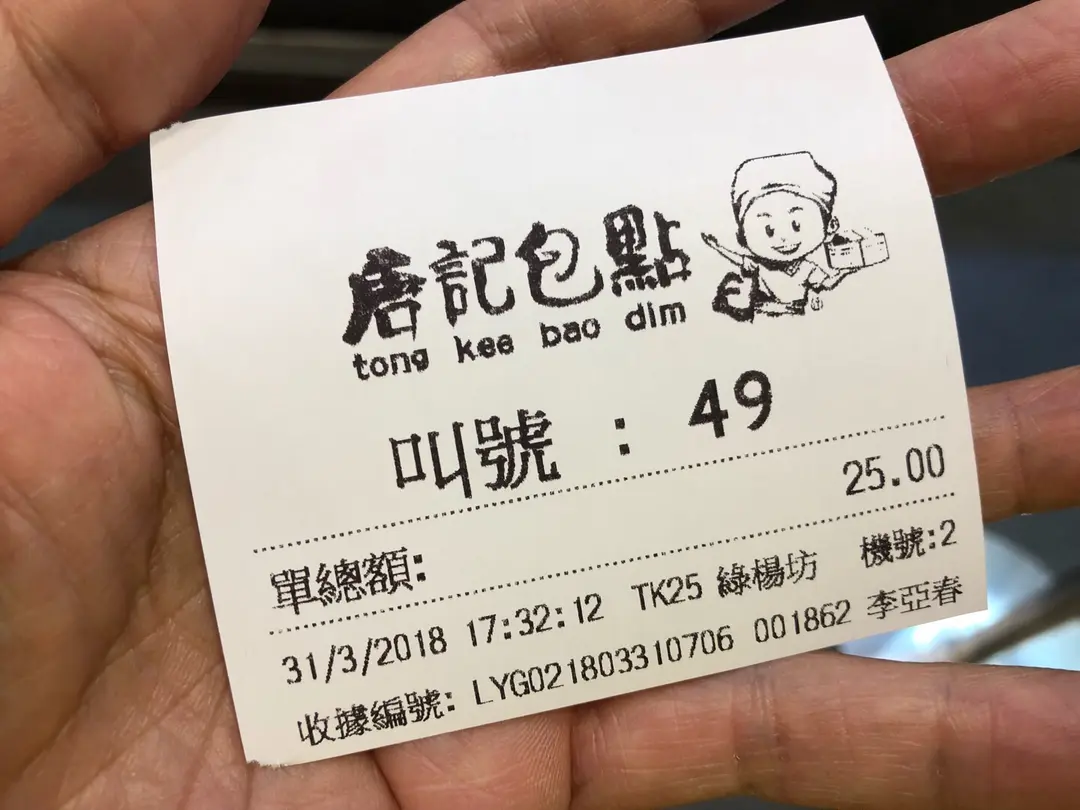 唐記包點
tong kee bao dim
叫號 : 49
單總額: 25.00
31/3/2018 17:32:12 TK25 綠楊坊 機號:2
收據編號: LYG021803310706 001862 李亞春